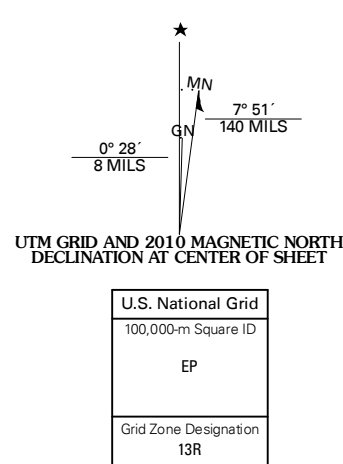 ★
MN
7° 51´
140 MILS
GN
0° 28´
8 MILS
UTM GRID AND 2010 MAGNETIC NORTH
DECLINATION AT CENTER OF SHEET
U.S. National Grid
100,000-m Square ID
EP
Grid Zone Designation
13R